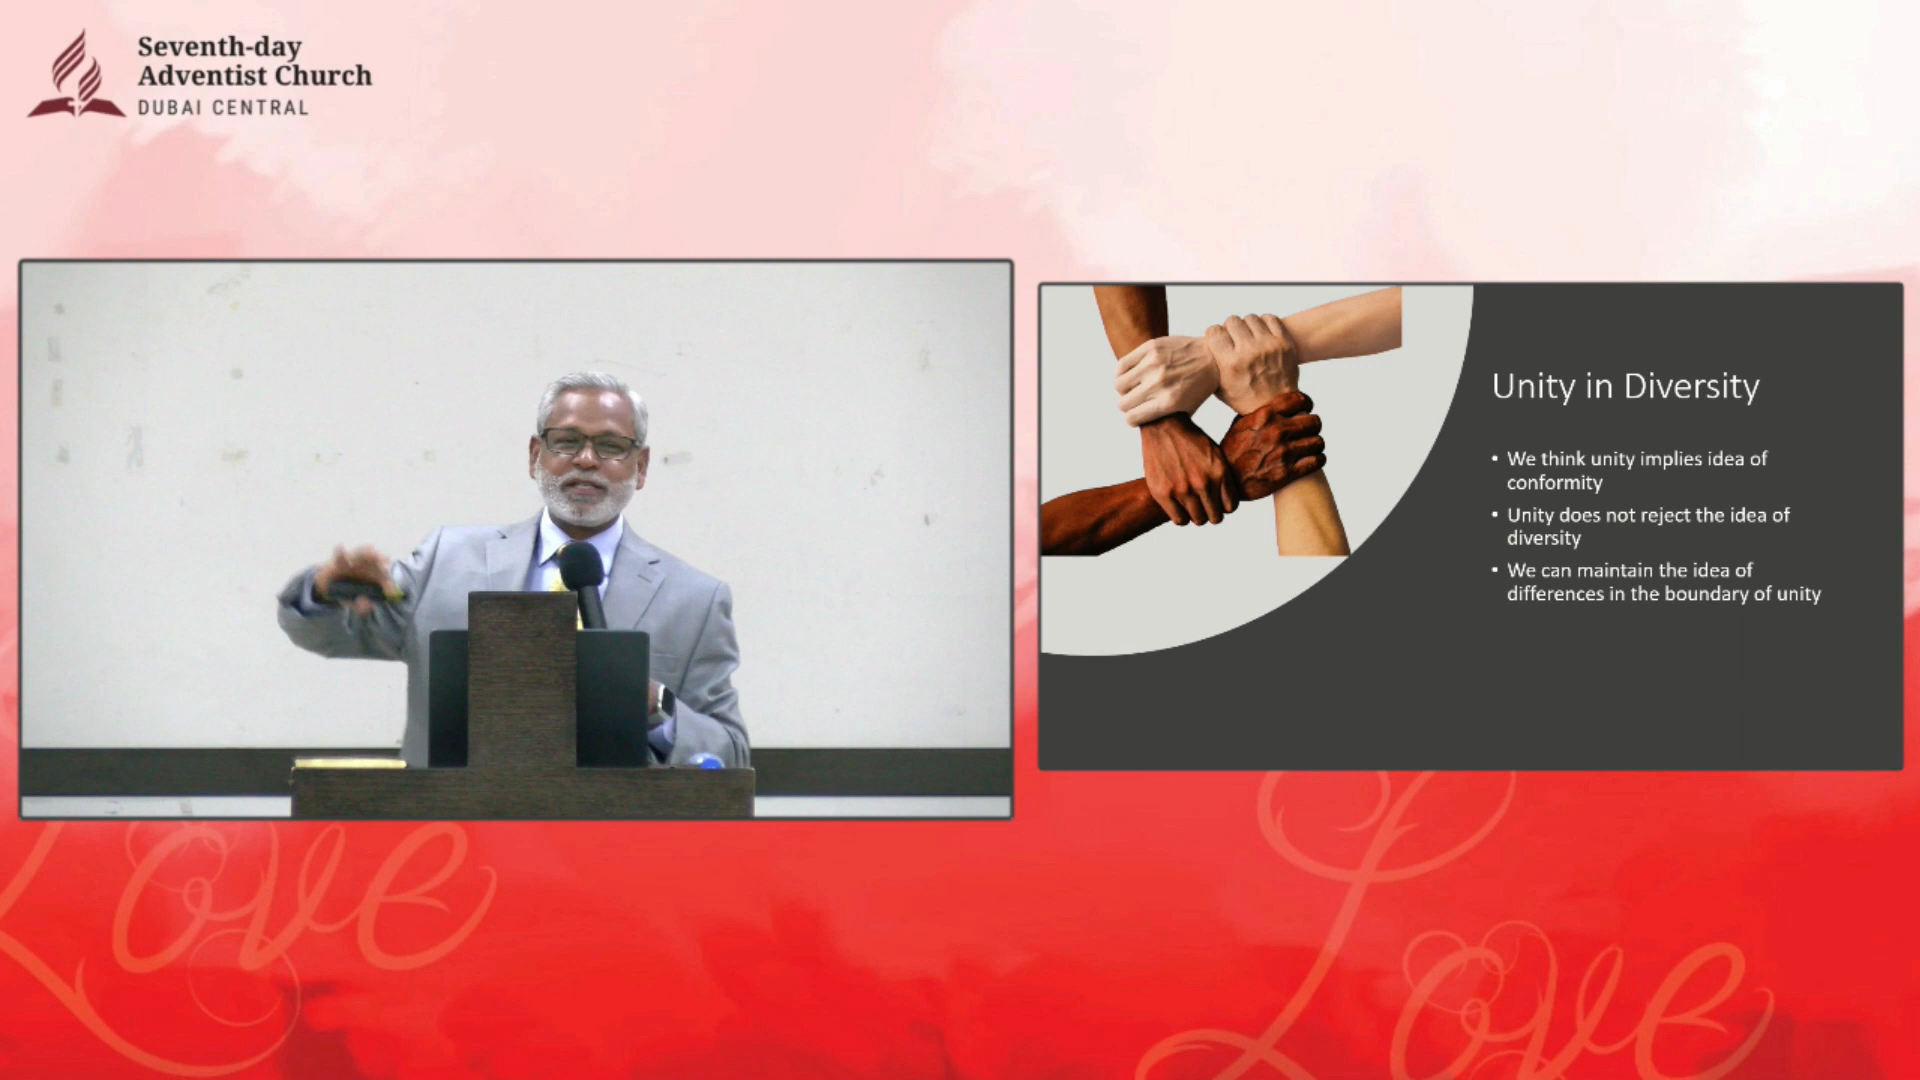 Seventh-day
Adventist Church
DUBAI CENTRAL
Unity in Diversity
• We think unity implies idea of
conformity
• Unity does not reject the idea of
diversity
• We can maintain the idea of
differences in the boundary of unity
Love
Love